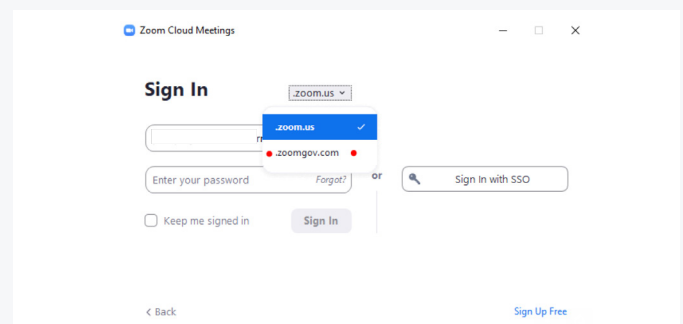 Zoom Cloud Meetings
Sign In
.zoom.us
.zoom.us
.zoomgov.com
Enter your password
Forgot?
or
Sign In with SSO
Keep me signed in
Sign In
< Back
Sign Up Free